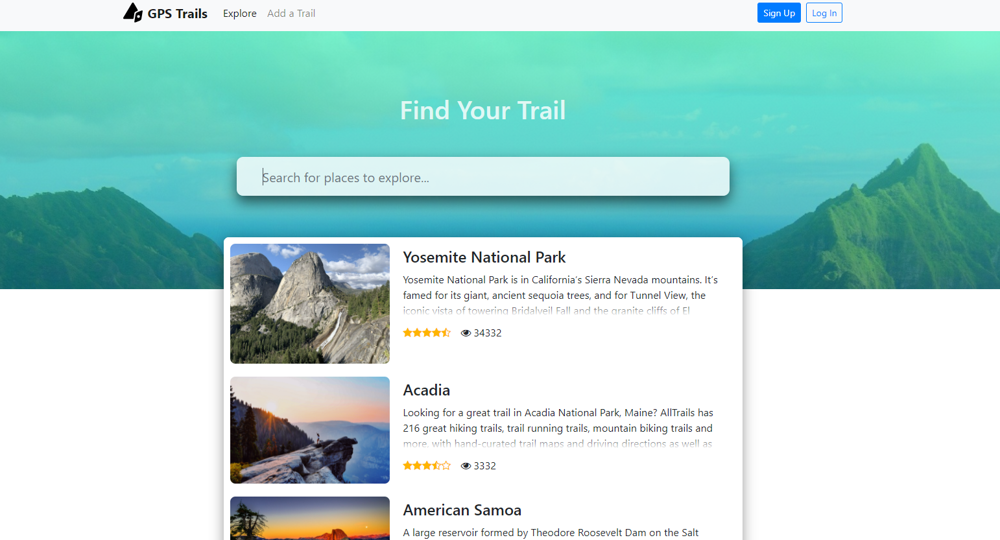 GPS Trails Explore Add a Trail Sign Up Log In
Find Your Trail
Search for places to explore...
Yosemite National Park
Yosemite National Park is in California’s Sierra Nevada mountains. It’s
famed for its giant, ancient sequoia trees, and for Tunnel View, the
iconic vista of towering Bridalveil Fall and the granite cliffs of El
34332
Acadia
Looking for a great trail in Acadia National Park, Maine? AllTrails has
216 great hiking trails, trail running trails, mountain biking trails and
more, with hand-curated trail maps and driving directions as well as
3332
American Samoa
A large reservoir formed by Theodore Roosevelt Dam on the Salt